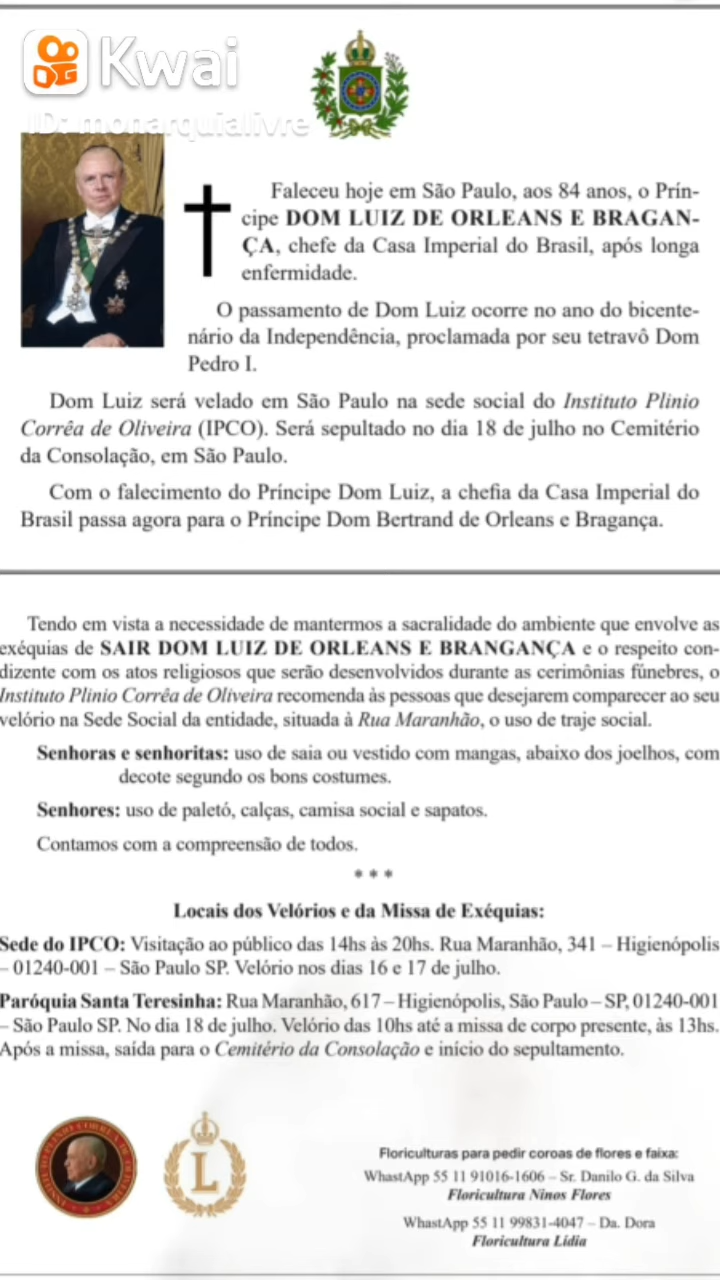 Kwai
ID: monarquialivre
Faleceu hoje em São Paulo, aos 84 anos, o Prín-
cipe DOM LUIZ DE ORLEANS E BRAGAN-
ÇA, chefe da Casa Imperial do Brasil, após longa
enfermidade.
O passamento de Dom Luiz ocorre no ano do bicente-
nário da Independência, proclamada por seu tetravô Dom
Pedro I.
Dom Luiz será velado em São Paulo na sede social do Instituto Plinio
Corrêa de Oliveira (IPCO). Será sepultado no dia 18 de julho no Cemitério
da Consolação, em São Paulo.
Com o falecimento do Príncipe Dom Luiz, a chefia da Casa Imperial do
Brasil passa agora para o Príncipe Dom Bertrand de Orleans e Bragança.
Tendo em vista a necessidade de mantermos a sacralidade do ambiente que envolve as
exéquias de SAIR DOM LUIZ DE ORLEANS E BRANGANÇA e o respeito con-
dizente com os atos religiosos que serão desenvolvidos durante as cerimônias fúnebres, o
Instituto Plinio Corrêa de Oliveira recomenda às pessoas que desejarem comparecer ao seu
velório na Sede Social da entidade, situada à Rua Maranhão, o uso de traje social.
Senhoras e senhoritas: uso de saia ou vestido com mangas, abaixo dos joelhos, com
decote segundo os bons costumes.
Senhores: uso de paletó, calças, camisa social e sapatos.
Contamos com a compreensão de todos.
* * *
Locais dos Velórios e da Missa de Exéquias:
Sede do IPCO: Visitação ao público das 14hs às 20hs. Rua Maranhão, 341 – Higienópolis
– 01240-001 – São Paulo SP. Velório nos dias 16 e 17 de julho.
Paróquia Santa Teresinha: Rua Maranhão, 617 – Higienópolis, São Paulo – SP, 01240-001
– São Paulo SP. No dia 18 de julho. Velório das 10hs até a missa de corpo presente, às 13hs.
Após a missa, saída para o Cemitério da Consolação e início do sepultamento.
INSTITUTO PLINIO CORRÊA DE OLIVEIRA
L
Floriculturas para pedir coroas de flores e faixa:
WhastApp 55 11 91016-1606 – Sr. Danilo G. da Silva
Floricultura Ninos Flores
WhastApp 55 11 99831-4047 – Da. Dora
Floricultura Lídia